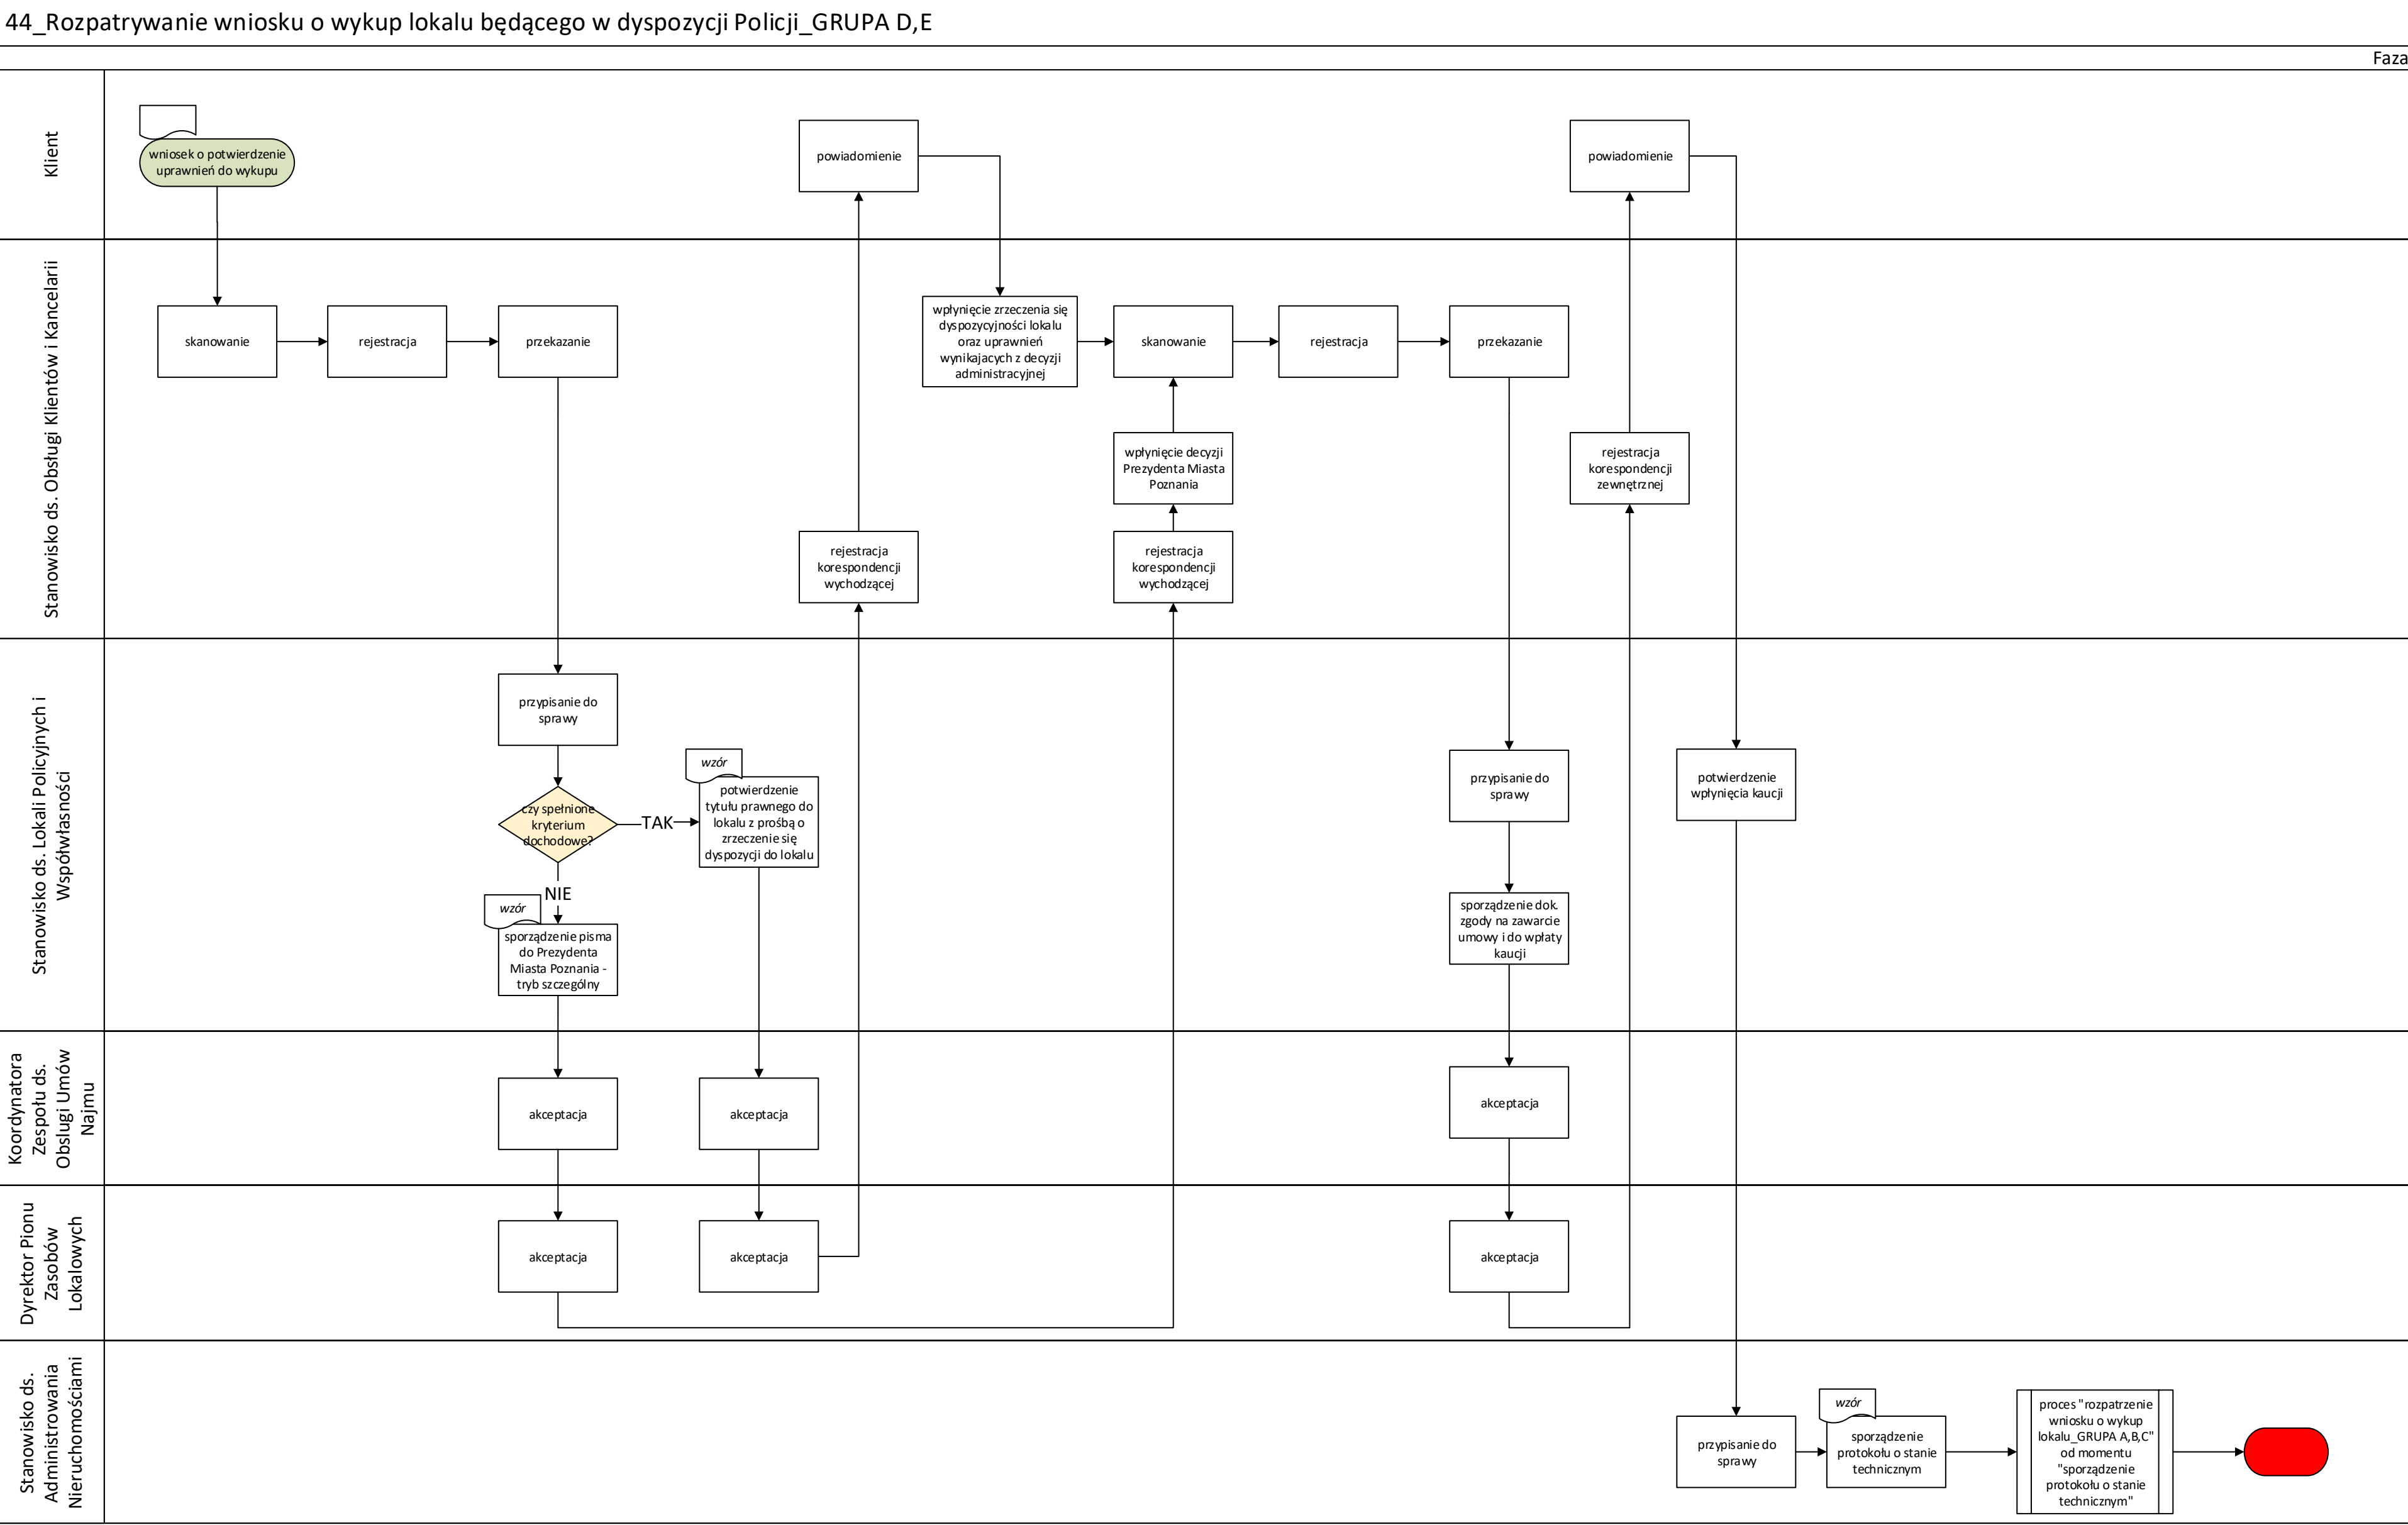 44_Rozpatrywanie wniosku o wykup lokalu będącego w dyspozycji Policji_GRUPA D,E
Faza
Klient
wniosek o potwierdzenie
uprawnień do wykupu
powiadomienie
powiadomienie
Stanowisko ds. Obsługi Klientów i Kancelarii
skanowanie
rejestracja
przekazanie
wpłynięcie zrzeczenia się
dyspozycyjności lokalu
oraz uprawnień
wynikajacych z decyzji
administracyjnej
skanowanie
rejestracja
przekazanie
wpłynięcie decyzji
Prezydenta Miasta
Poznania
rejestracja
korespondencji
zewnętrznej
rejestracja
korespondencji
wychodzącej
rejestracja
korespondencji
wychodzącej
Stanowisko ds. Lokali Policyjnych i
Współwłasności
przypisanie do
sprawy
czy spełnione
kryterium
dochodowe?
TAK
NIE
wzór
potwierdzenie
tytułu prawnego do
lokalu z prośbą o
zrzeczenie się
dyspozycji do lokalu
wzór
sporządzenie pisma
do Prezydenta
Miasta Poznania -
tryb szczególny
przypisanie do
sprawy
potwierdzenie
wpłynięcia kaucji
sporządzenie dok.
zgody na zawarcie
umowy i do wpłaty
kaucji
Koordynatora
Zespołu ds.
Obslugi Umów
Najmu
akceptacja
akceptacja
akceptacja
Dyrektor Pionu
Zasobów
Lokalowych
akceptacja
akceptacja
akceptacja
Stanowisko ds.
Administrowania
Nieruchomościami
przypisanie do
sprawy
wzór
sporządzenie
protokołu o stanie
technicznym
proces "rozpatrzenie
wniosku o wykup
lokalu_GRUPA A,B,C"
od momentu
"sporządzenie
protokołu o stanie
technicznym"